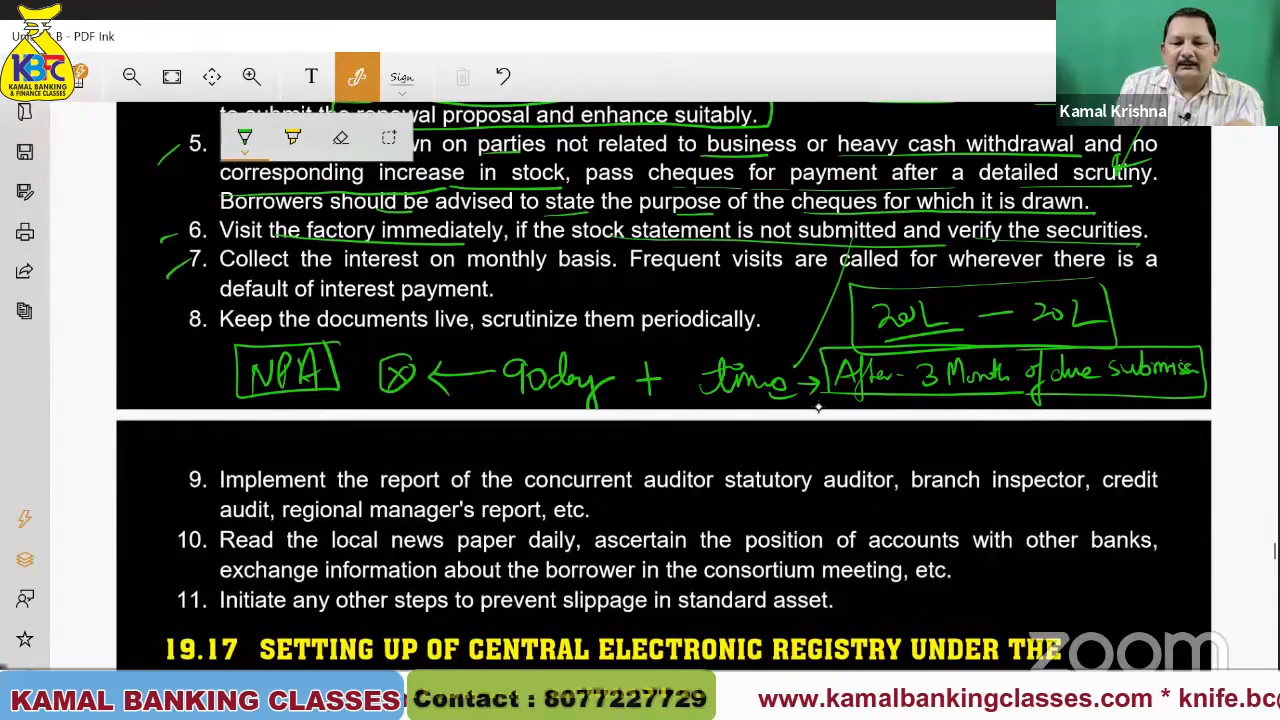 B - PDF Ink
KB₹C
KAMAL BANKING
& FINANCE CLASSES
T
Sign
Kamal Krishna
to submit the renewal proposal and enhance suitably.
5. on parties not related to business or heavy cash withdrawal and no
corresponding increase in stock, pass cheques for payment after a detailed scrutiny.
Borrowers should be advised to state the purpose of the cheques for which it is drawn.
6. Visit the factory immediately, if the stock statement is not submitted and verify the securities.
7. Collect the interest on monthly basis. Frequent visits are called for wherever there is a
default of interest payment.
8. Keep the documents live, scrutinize them periodically.
200L — 20L
NPA ← 90day + time → After - 3 Month of due submission
9. Implement the report of the concurrent auditor statutory auditor, branch inspector, credit
audit, regional manager's report, etc.
10. Read the local news paper daily, ascertain the position of accounts with other banks,
exchange information about the borrower in the consortium meeting, etc.
11. Initiate any other steps to prevent slippage in standard asset.
19.17 SETTING UP OF CENTRAL ELECTRONIC REGISTRY UNDER THE
zoom
KAMAL BANKING CLASSES
Contact : 8077227729
www.kamalbankingclasses.com * knife.bc@